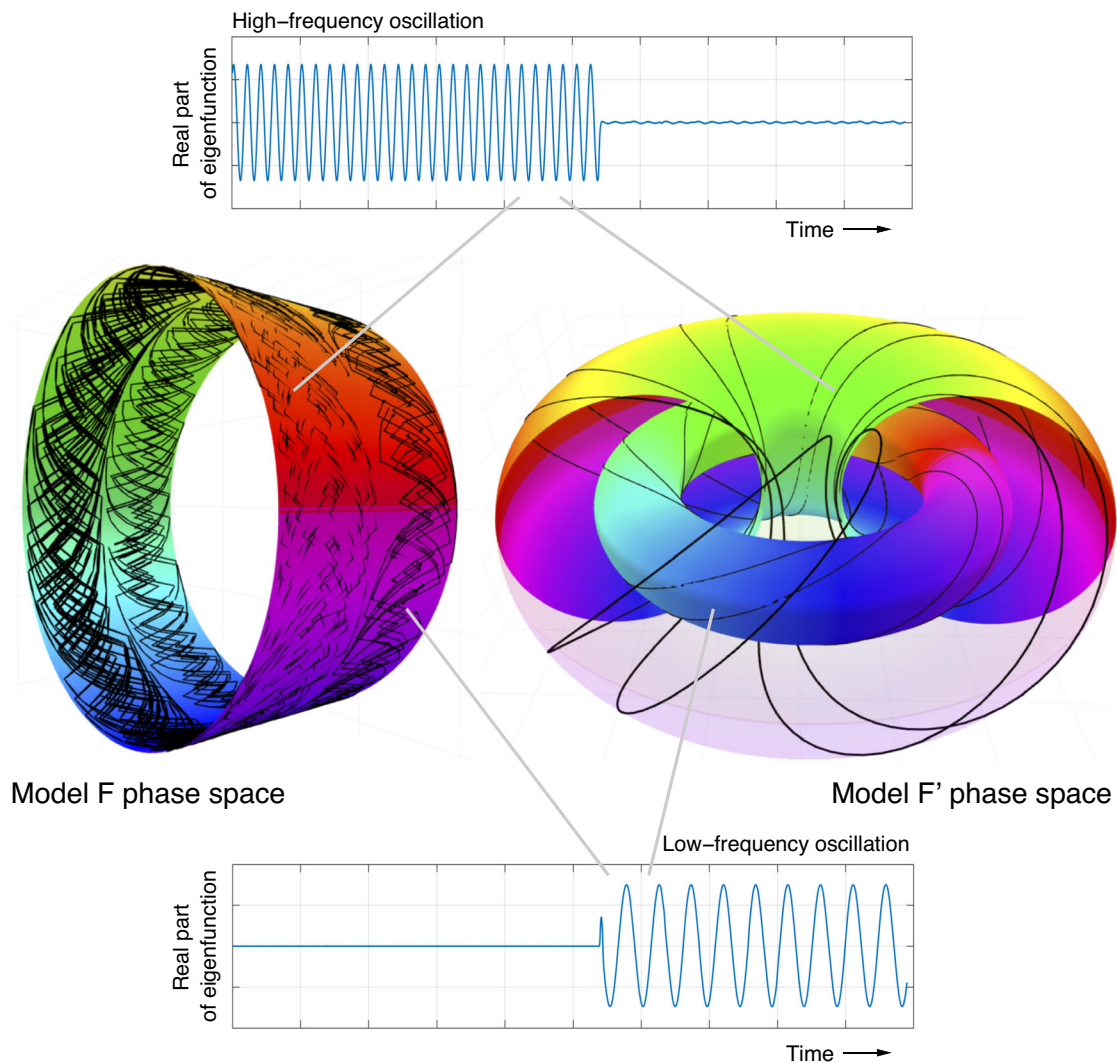 High−frequency oscillation
Real part
of eigenfunction
Time
Model F phase space
Model F’ phase space
Low−frequency oscillation
Real part
of eigenfunction
Time